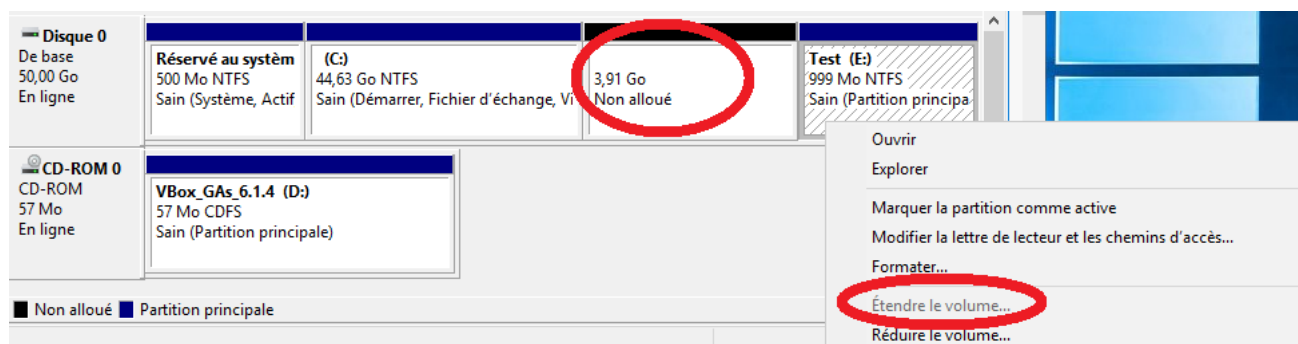 Disque 0
De base
50,00 Go
En ligne
Réservé au systèm
500 Mo NTFS
Sain (Système, Actif
(C:)
44,63 Go NTFS
Sain (Démarrer, Fichier d'échange, Vi
3,91 Go
Non alloué
Test (E:)
999 Mo NTFS
Sain (Partition principa
CD-ROM 0
CD-ROM
57 Mo
En ligne
VBox_GAs_6.1.4 (D:)
57 Mo CDFS
Sain (Partition principale)
Non alloué
Partition principale
Ouvrir
Explorer
Marquer la partition comme active
Modifier la lettre de lecteur et les chemins d'accès...
Formater...
Étendre le volume...
Réduire le volume...